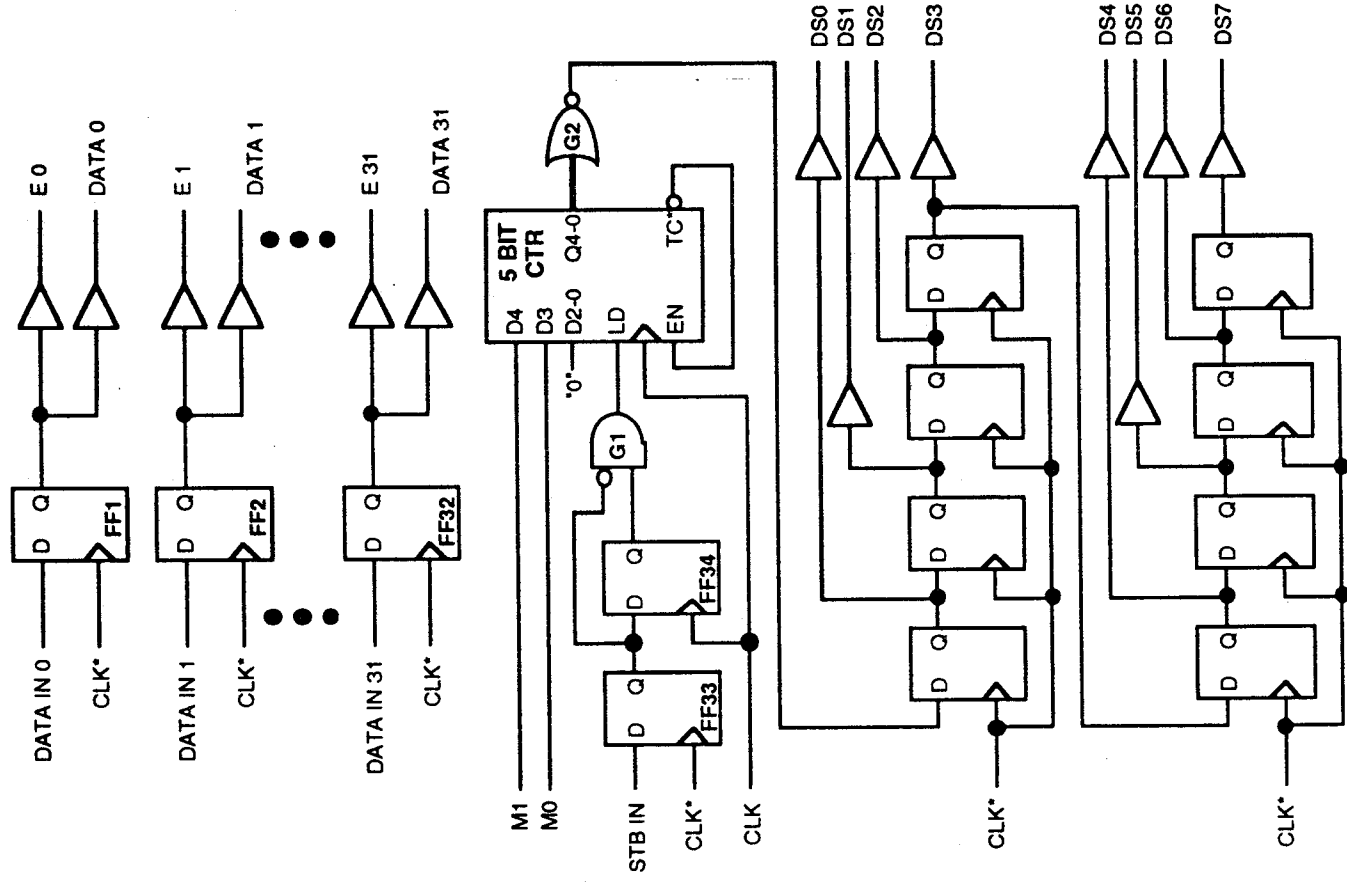 DATA IN 0
CLK*
D
Q
FF1
E 0
DATA 0
DATA IN 1
CLK*
D
Q
FF2
E 1
DATA 1
DATA IN 31
CLK*
D
Q
FF32
E 31
DATA 31
M1
M0
STB IN
CLK*
CLK
D
Q
FF33
D
Q
FF34
G1
"0"
D4
D3
D2-0
LD
EN
5 BIT
CTR
Q4-0
TC*
G2
CLK*
D
Q
D
Q
D
Q
D
Q
DS0
DS1
DS2
DS3
CLK*
D
Q
D
Q
D
Q
D
Q
DS4
DS5
DS6
DS7